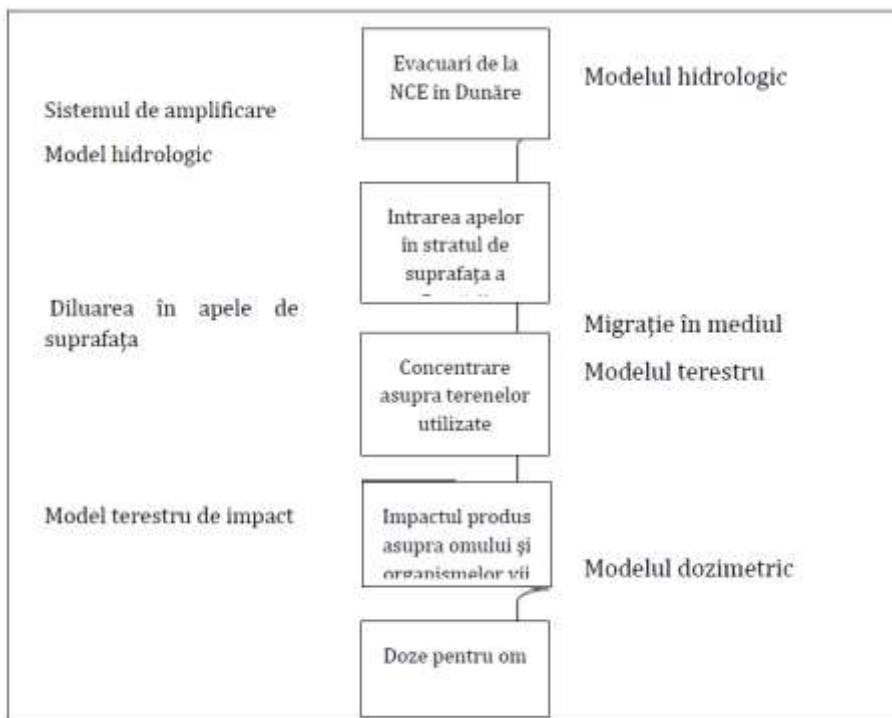 Evacuari de la
NCE în Dunăre
Modelul hidrologic
Sistemul de amplificare
Model hidrologic
Intrarea apelor
în stratul de
suprafața a
Diluarea în apele de
suprafața
Migrație în mediul
Modelul terestru
Concentrare
asupra terenelor
utilizate
Model terestru de impact
Impactul produs
asupra omului și
organismelor vii
Modelul dozimetric
Doze pentru om